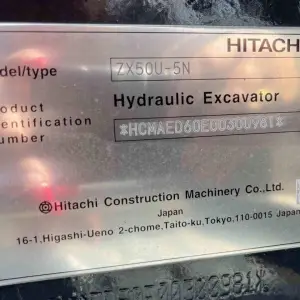 HITACH
del/type ZX50U-5N
oduct
entification
umber
Hydraulic Excavator
Hitachi Construction Machinery Co.,Ltd.
Japan
16-1.Higashi-Ueno 2-chome,Taito-ku,Tokyo,110-0015 Japan